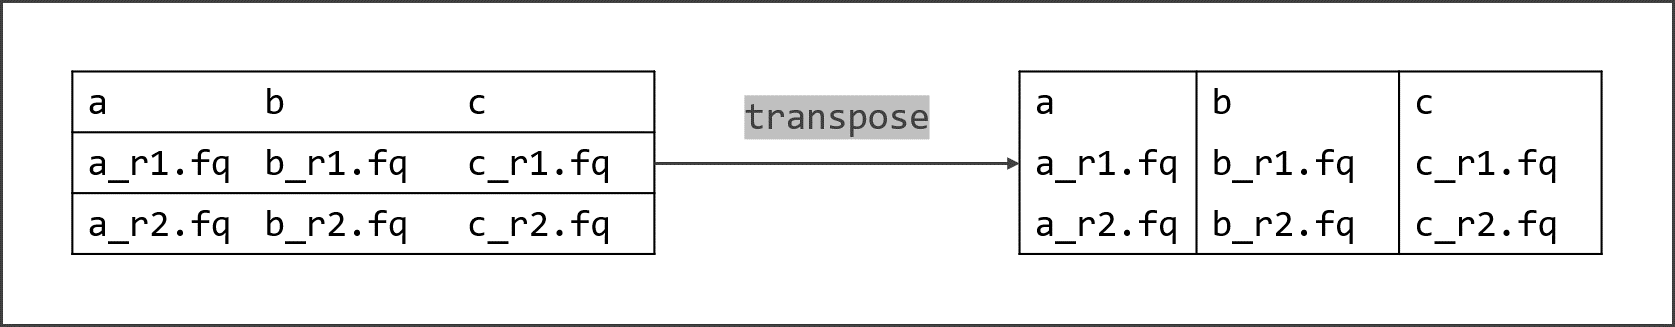 a b c
a_r1.fq b_r1.fq c_r1.fq
a_r2.fq b_r2.fq c_r2.fq
transpose
a b c
a_r1.fq b_r1.fq c_r1.fq
a_r2.fq b_r2.fq c_r2.fq